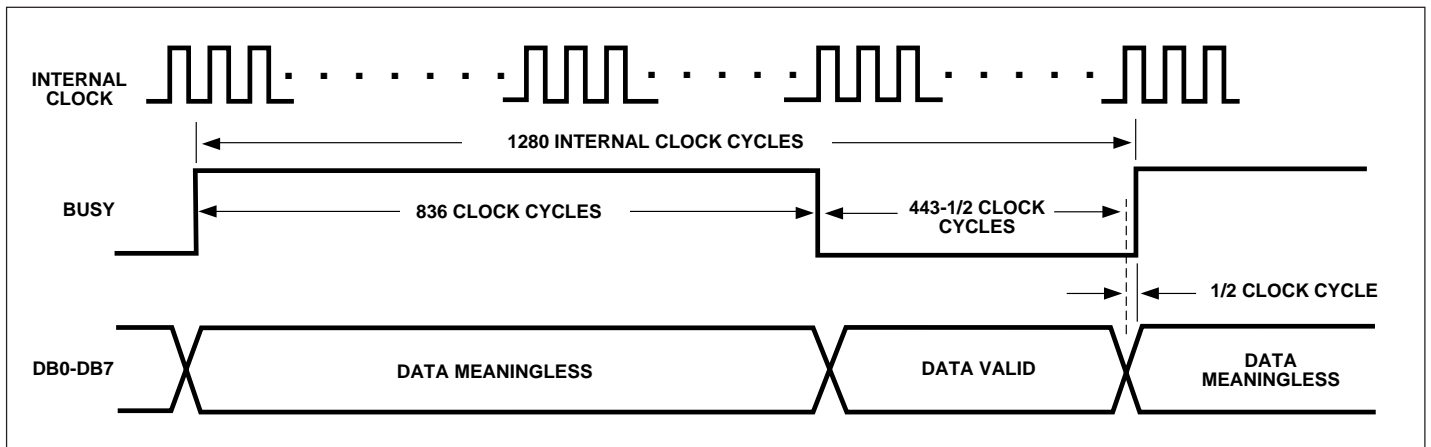 INTERNAL
CLOCK
1280 INTERNAL CLOCK CYCLES
BUSY
836 CLOCK CYCLES
443-1/2 CLOCK
CYCLES
1/2 CLOCK CYCLE
DB0-DB7
DATA MEANINGLESS
DATA VALID
DATA
MEANINGLESS